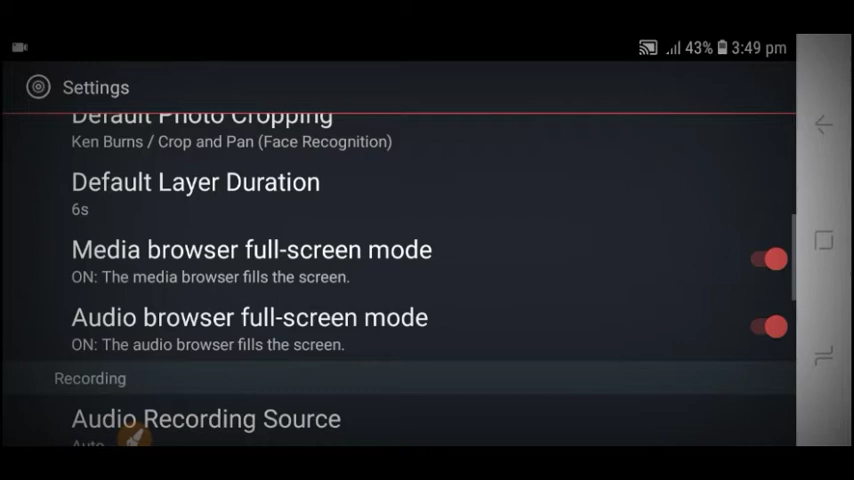 43% 3:49 pm
Settings
Default Photo Cropping
Ken Burns / Crop and Pan (Face Recognition)
Default Layer Duration
6s
Media browser full-screen mode
ON: The media browser fills the screen.
Audio browser full-screen mode
ON: The audio browser fills the screen.
Recording
Audio Recording Source
Auto